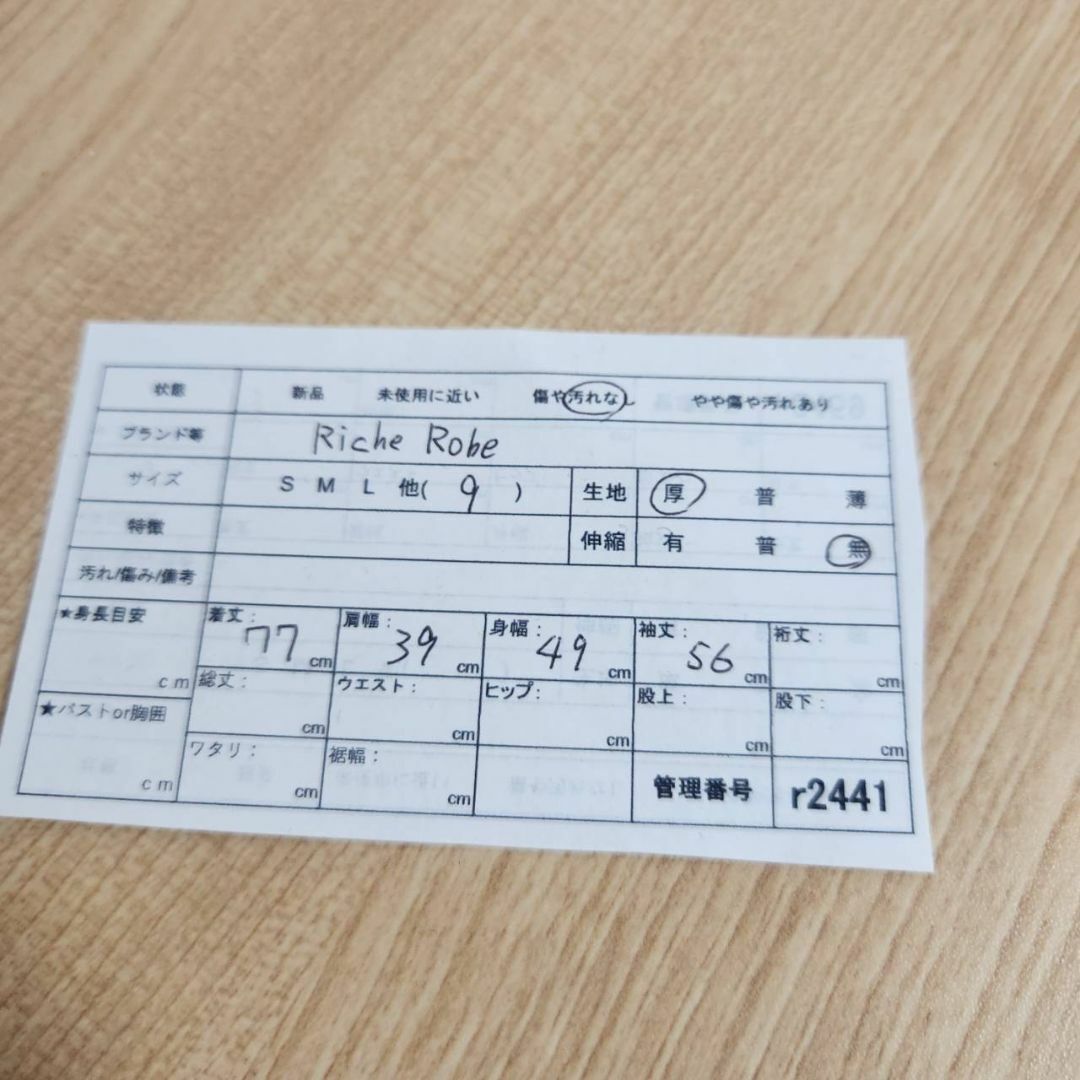 状態 新品 未使用に近い 傷や汚れなし やや傷や汚れあり
ブランド等 Riche Robe
サイズ S M L 他( 9 ) 生地 厚 普 薄
特徴 伸縮 有 普 無
汚れ/傷み/備考
★身長目安 cm 着丈: 77 cm 肩幅: 39 cm 身幅: 49 cm 袖丈: 56 cm 裄丈: cm
★バストor胸囲 cm 総丈: cm ウエスト: cm ヒップ: cm 股上: cm 股下: cm
ワタリ: cm 裾幅: cm 管理番号 r2441